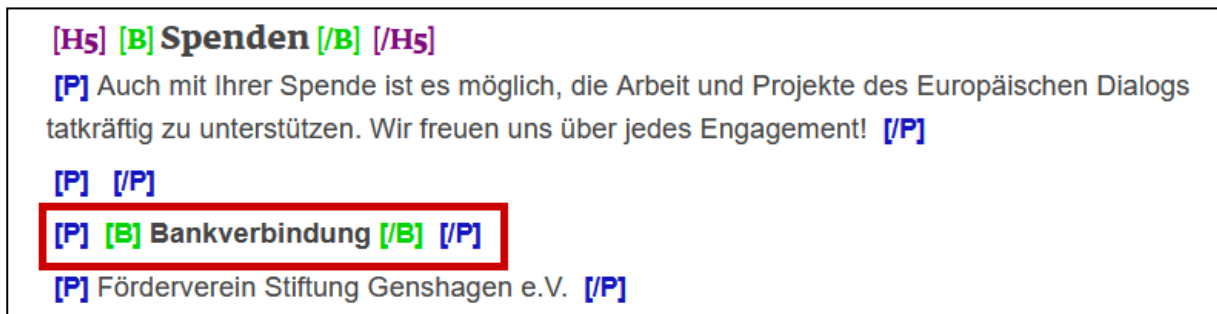 [H5] [B] Spenden [/B] [/H5]
[P] Auch mit Ihrer Spende ist es möglich, die Arbeit und Projekte des Europäischen Dialogs
tatkräftig zu unterstützen. Wir freuen uns über jedes Engagement! [/P]
[P] [/P]
[P] [B] Bankverbindung [/B] [/P]
[P] Förderverein Stiftung Genshagen e.V. [/P]